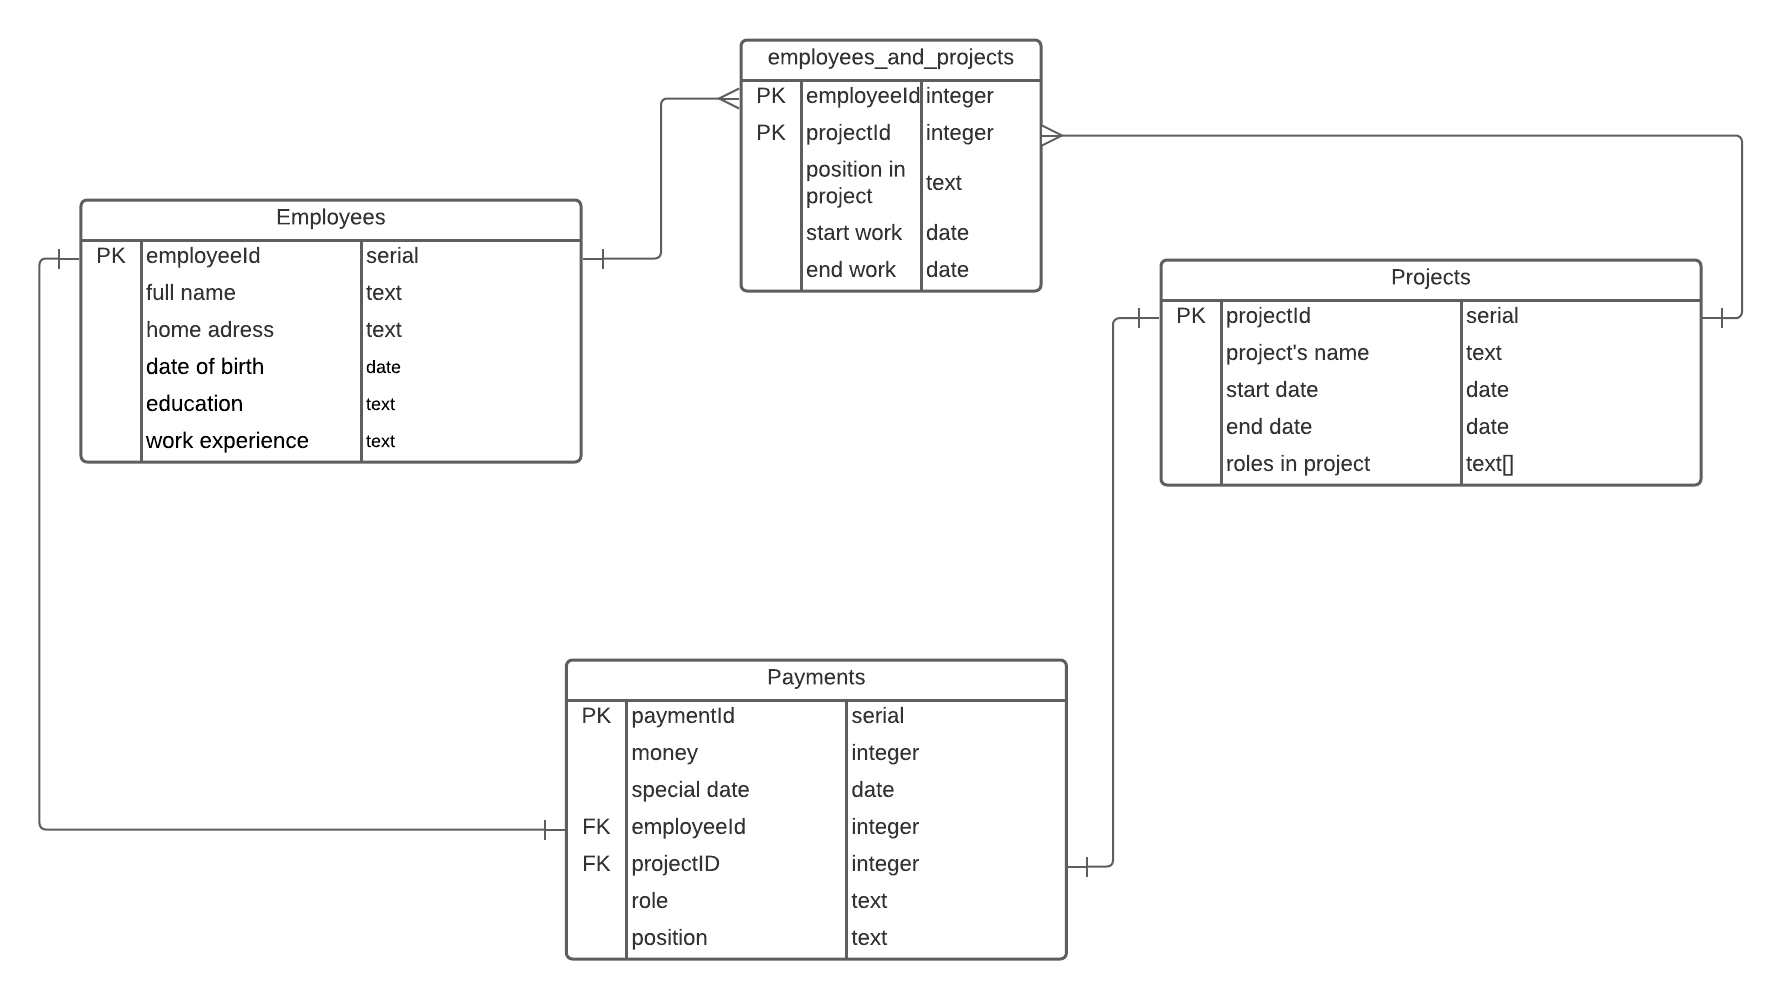 employees_and_projects
PK employeeId integer
PK projectId integer
position in
project text
start work date
end work date
Employees
PK employeeId serial
full name text
home adress text
date of birth date
education text
work experience text
Projects
PK projectId serial
project's name text
start date date
end date date
roles in project text[]
Payments
PK paymentId serial
money integer
special date date
FK employeeId integer
FK projectID integer
role text
position text